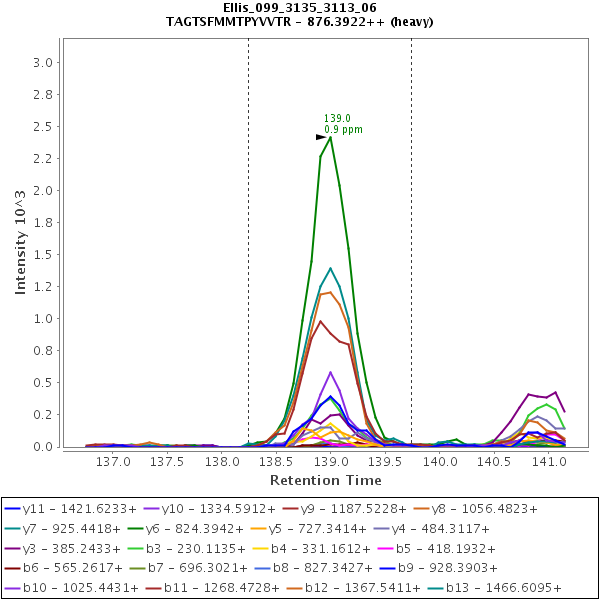 Ellis_099_3135_3113_06
TAGTSFMMTPYVVTR - 876.3922++ (heavy)
139.0
0.9 ppm
3.0
2.8
2.5
2.2
2.0
1.8
1.5
1.2
1.0
0.8
0.5
0.2
0.0
Intensity 10^3
137.0 137.5 138.0 138.5 139.0 139.5 140.0 140.5 141.0
Retention Time
y11 - 1421.6233+ y10 - 1334.5912+ y9 - 1187.5228+ y8 - 1056.4823+
y7 - 925.4418+ y6 - 824.3942+ y5 - 727.3414+ y4 - 484.3117+
y3 - 385.2433+ b3 - 230.1135+ b4 - 331.1612+ b5 - 418.1932+
b6 - 565.2617+ b7 - 696.3021+ b8 - 827.3427+ b9 - 928.3903+
b10 - 1025.4431+ b11 - 1268.4728+ b12 - 1367.5411+ b13 - 1466.6095+